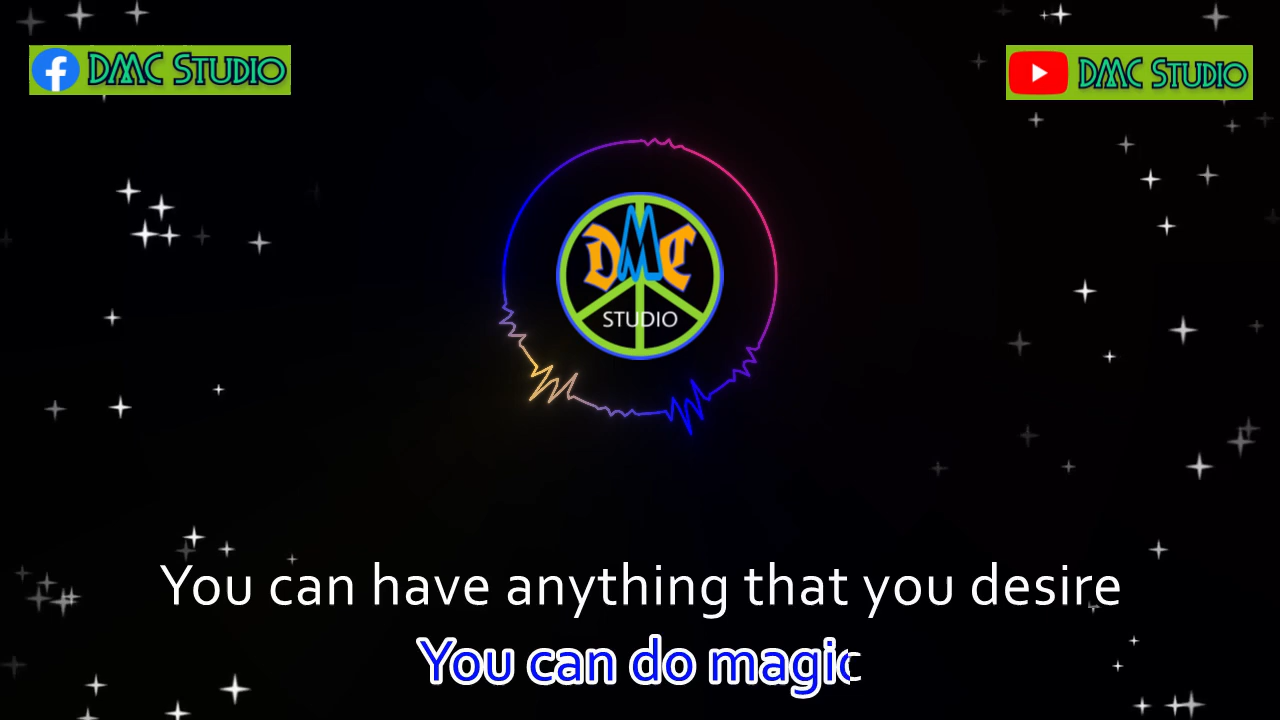 DMC STUDIO
DMC STUDIO
DMC
STUDIO
You can have anything that you desire
You can do magic